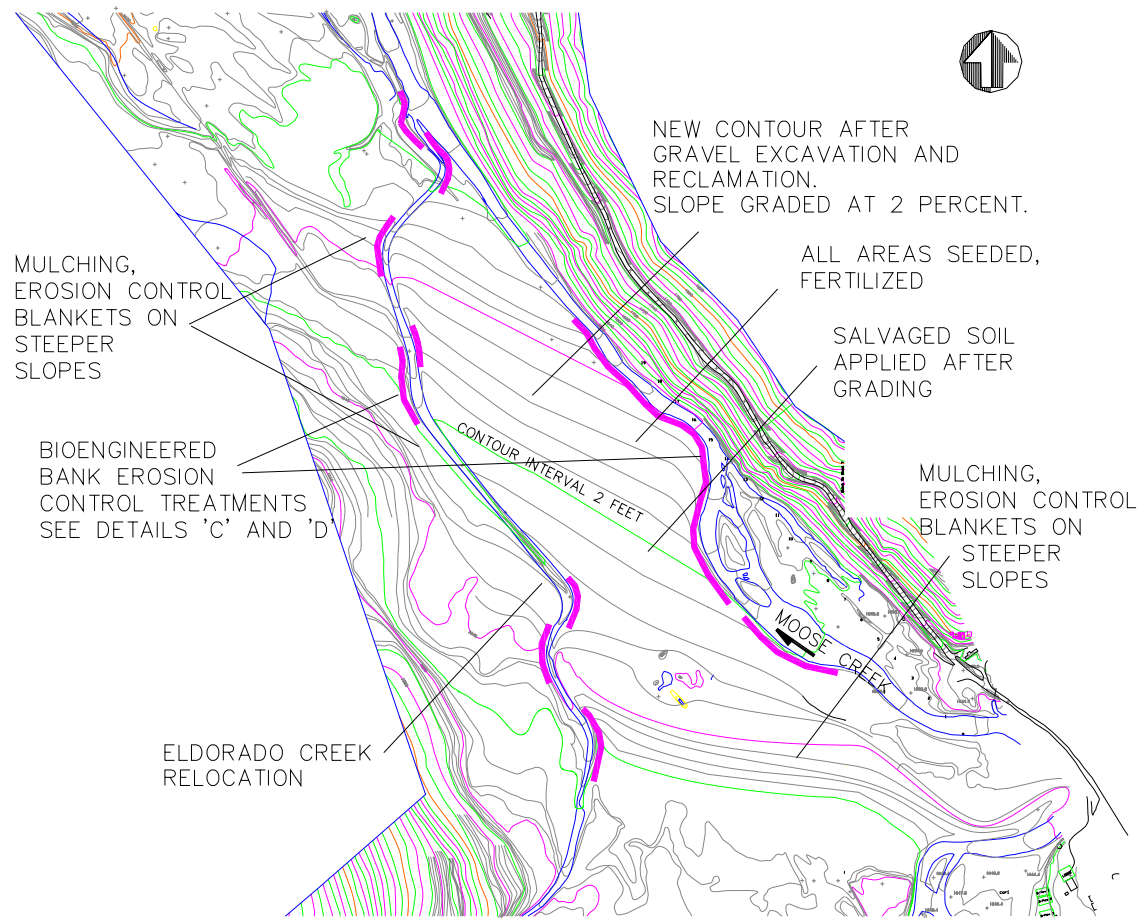 NEW CONTOUR AFTER
GRAVEL EXCAVATION AND
RECLAMATION.
SLOPE GRADED AT 2 PERCENT.
ALL AREAS SEEDED,
FERTILIZED
MULCHING,
EROSION CONTROL
BLANKETS ON
STEEPER
SLOPES
SALVAGED SOIL
APPLIED AFTER
GRADING
BIOENGINEERED
BANK EROSION
CONTROL TREATMENTS
SEE DETAILS 'C' AND 'D'
CONTOUR INTERVAL 2 FEET
MULCHING,
EROSION CONTROL
BLANKETS ON
STEEPER
SLOPES
MOOSE CREEK
ELDORADO CREEK
RELOCATION